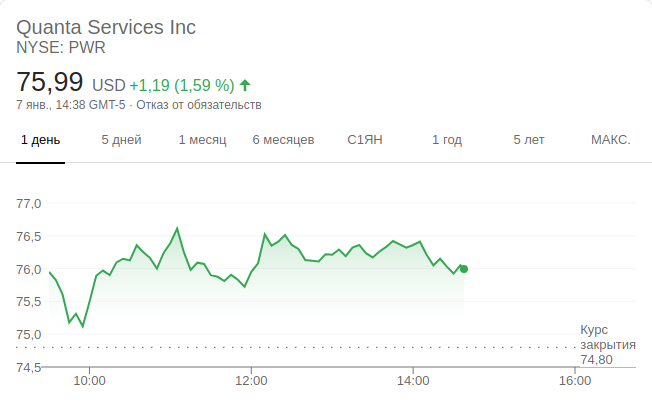 Quanta Services Inc
NYSE: PWR
75,99 USD +1,19 (1,59 %)
7 янв., 14:38 GMT-5 · Отказ от обязательств
1 день 5 дней 1 месяц 6 месяцев С1ЯН 1 год 5 лет МАКС.
77,0
76,5
76,0
75,5
75,0
Курс
закрытия
74,80
74,5
10:00 12:00 14:00 16:00